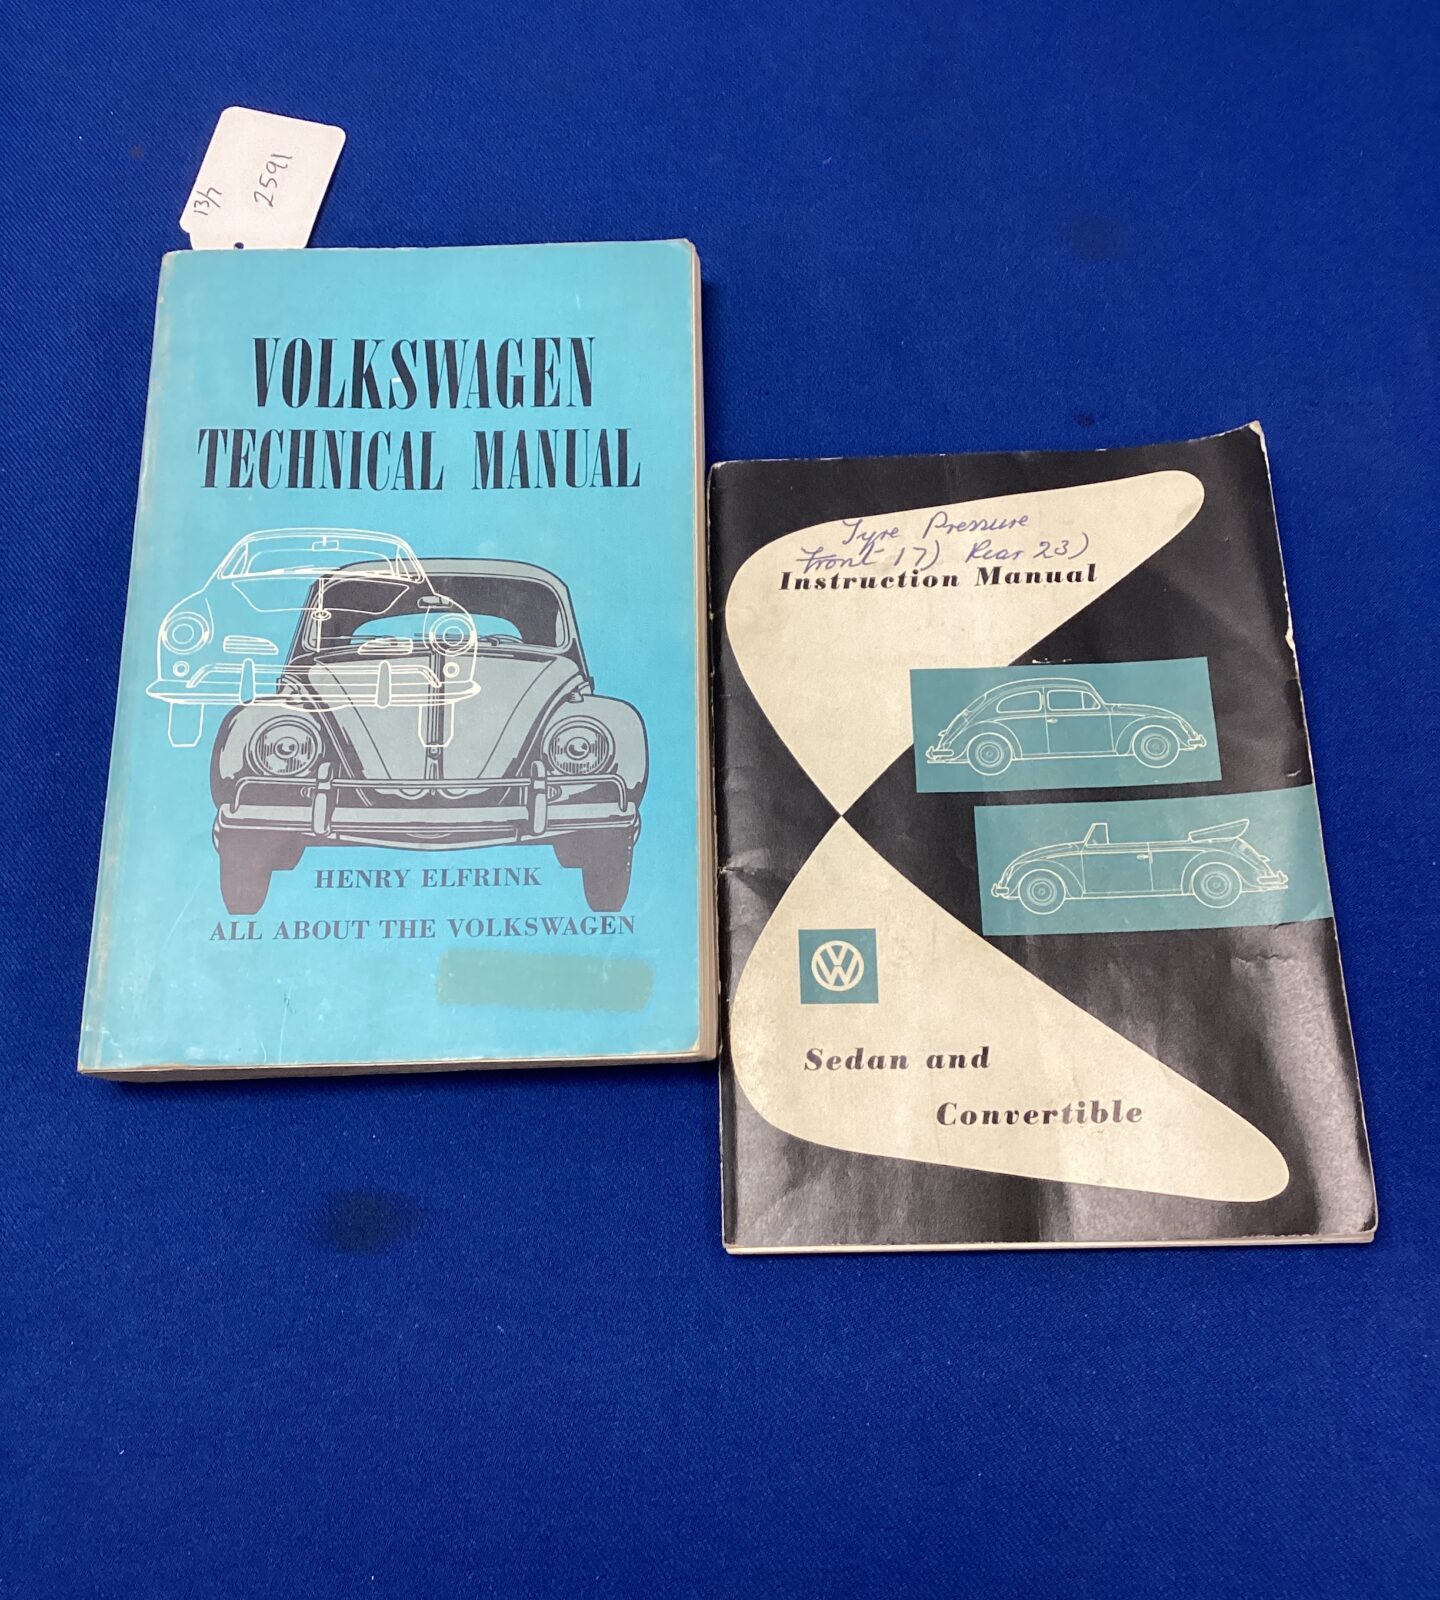 13/7
2591
VOLKSWAGEN
TECHNICAL MANUAL
HENRY ELFRINK
ALL ABOUT THE VOLKSWAGEN
Tyre Pressure
Front 17) Rear 23)
Instruction Manual
VW
Sedan and
Convertible